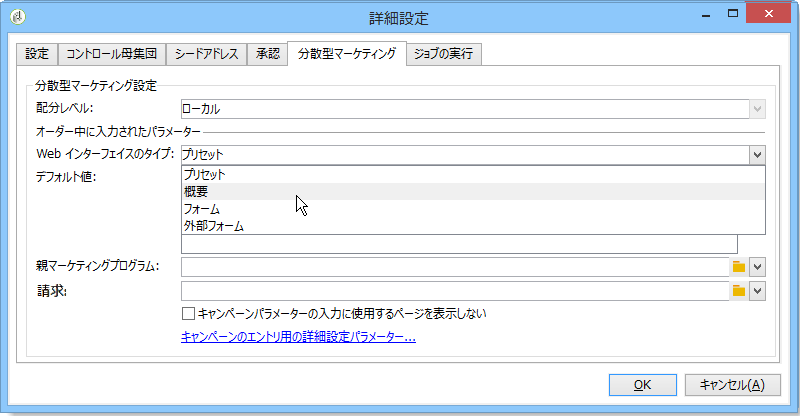 詳細設定
設定 コントロール母集団 シードアドレス 承認 分散型マーケティング ジョブの実行
分散型マーケティング設定
配分レベル: ローカル
オーダー中に入力されたパラメーター
Web インターフェイスのタイプ: プリセット
デフォルト値: プリセット
概要
フォーム
外部フォーム
親マーケティングプログラム:
請求:
キャンペーンパラメーターの入力に使用するページを表示しない
キャンペーンのエントリ用の詳細設定パラメーター...
OK キャンセル(A)